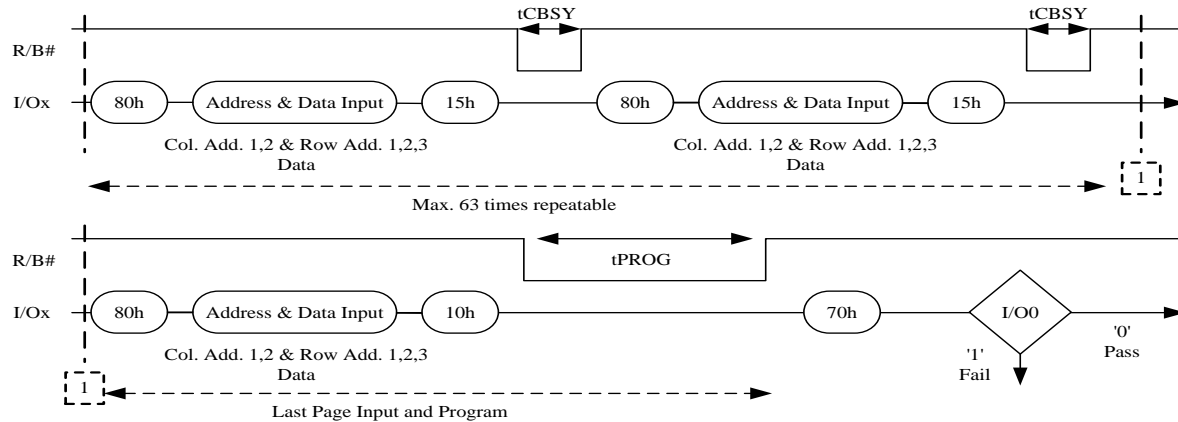 tCBSY tCBSY
R/B#
I/Ox 80h Address & Data Input 15h 80h Address & Data Input 15h
Col. Add. 1,2 & Row Add. 1,2,3 Col. Add. 1,2 & Row Add. 1,2,3
Data Data
1
Max. 63 times repeatable
R/B#
tPROG
I/Ox 80h Address & Data Input 10h 70h I/O0
'0'
Pass
Col. Add. 1,2 & Row Add. 1,2,3 '1'
Data Fail
1
Last Page Input and Program